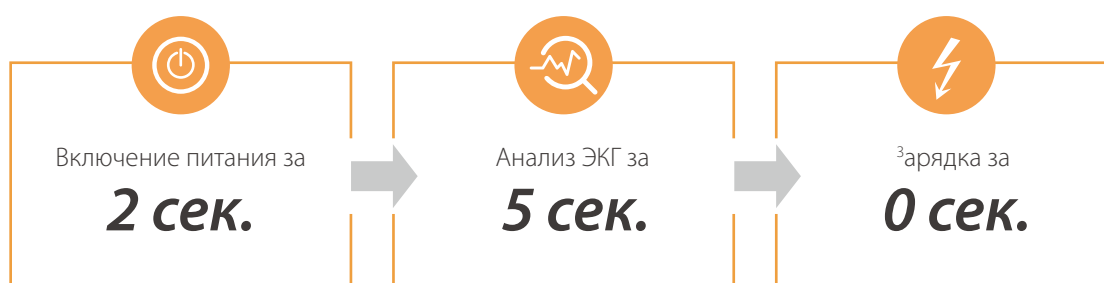 Включение питания за
2 сек.
Анализ ЭКГ за
5 сек.
³арядка за
0 сек.